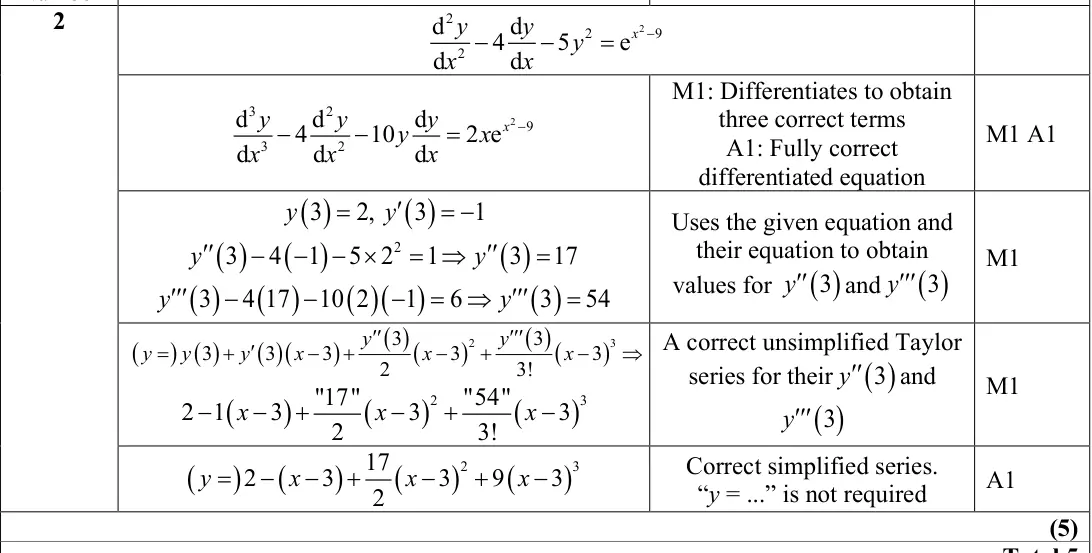 2
d²y/dx² − 4 dy/dx − 5y² = e^(x²−9)
d³y/dx³ − 4 d²y/dx² − 10y dy/dx = 2xe^(x²−9)
M1: Differentiates to obtain
three correct terms
A1: Fully correct
differentiated equation
M1 A1
y(3) = 2, y′(3) = −1
y″(3) − 4(−1) − 5 × 2² = 1 ⇒ y″(3) = 17
y‴(3) − 4(17) − 10(2)(−1) = 6 ⇒ y‴(3) = 54
Uses the given equation and
their equation to obtain
values for y″(3) and y‴(3)
M1
(y =) y(3) + y′(3)(x − 3) + y″(3)/2 (x − 3)² + y‴(3)/3! (x − 3)³ ⇒
2 − 1(x − 3) + "17"/2 (x − 3)² + "54"/3! (x − 3)³
A correct unsimplified Taylor
series for their y″(3) and
y‴(3)
M1
(y =) 2 − (x − 3) + 17/2 (x − 3)² + 9(x − 3)³
Correct simplified series.
“y = ...” is not required
A1
(5)